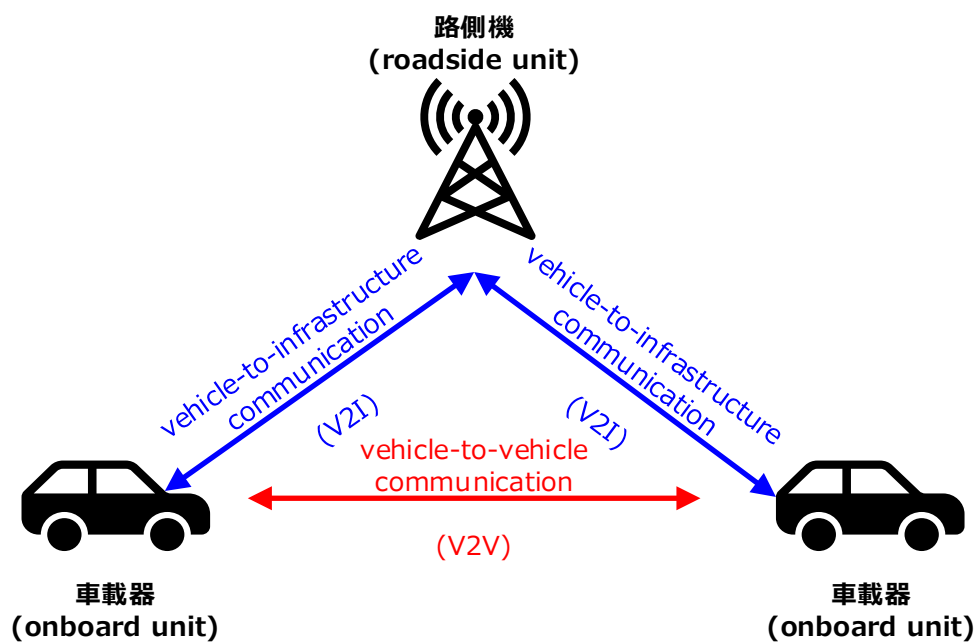 路側機
(roadside unit)
vehicle-to-infrastructure
communication
(V2I)
vehicle-to-infrastructure
communication
(V2I)
vehicle-to-vehicle
communication
(V2V)
車載器
(onboard unit)
車載器
(onboard unit)